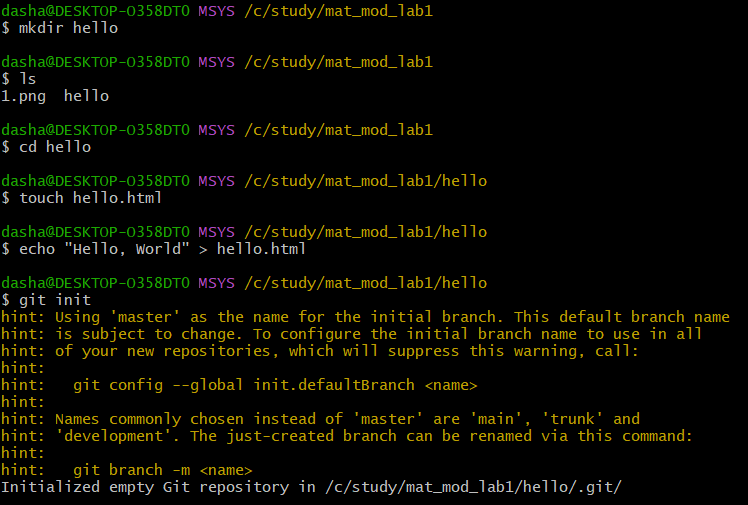 dasha@DESKTOP-O358DTO MSYS /c/study/mat_mod_lab1
$ mkdir hello
dasha@DESKTOP-O358DTO MSYS /c/study/mat_mod_lab1
$ ls
1.png  hello
dasha@DESKTOP-O358DTO MSYS /c/study/mat_mod_lab1
$ cd hello
dasha@DESKTOP-O358DTO MSYS /c/study/mat_mod_lab1/hello
$ touch hello.html
dasha@DESKTOP-O358DTO MSYS /c/study/mat_mod_lab1/hello
$ echo "Hello, World" > hello.html
dasha@DESKTOP-O358DTO MSYS /c/study/mat_mod_lab1/hello
$ git init
hint: Using 'master' as the name for the initial branch. This default branch name
hint: is subject to change. To configure the initial branch name to use in all
hint: of your new repositories, which will suppress this warning, call:
hint:
hint:   git config --global init.defaultBranch <name>
hint:
hint: Names commonly chosen instead of 'master' are 'main', 'trunk' and
hint: 'development'. The just-created branch can be renamed via this command:
hint:
hint:   git branch -m <name>
Initialized empty Git repository in /c/study/mat_mod_lab1/hello/.git/